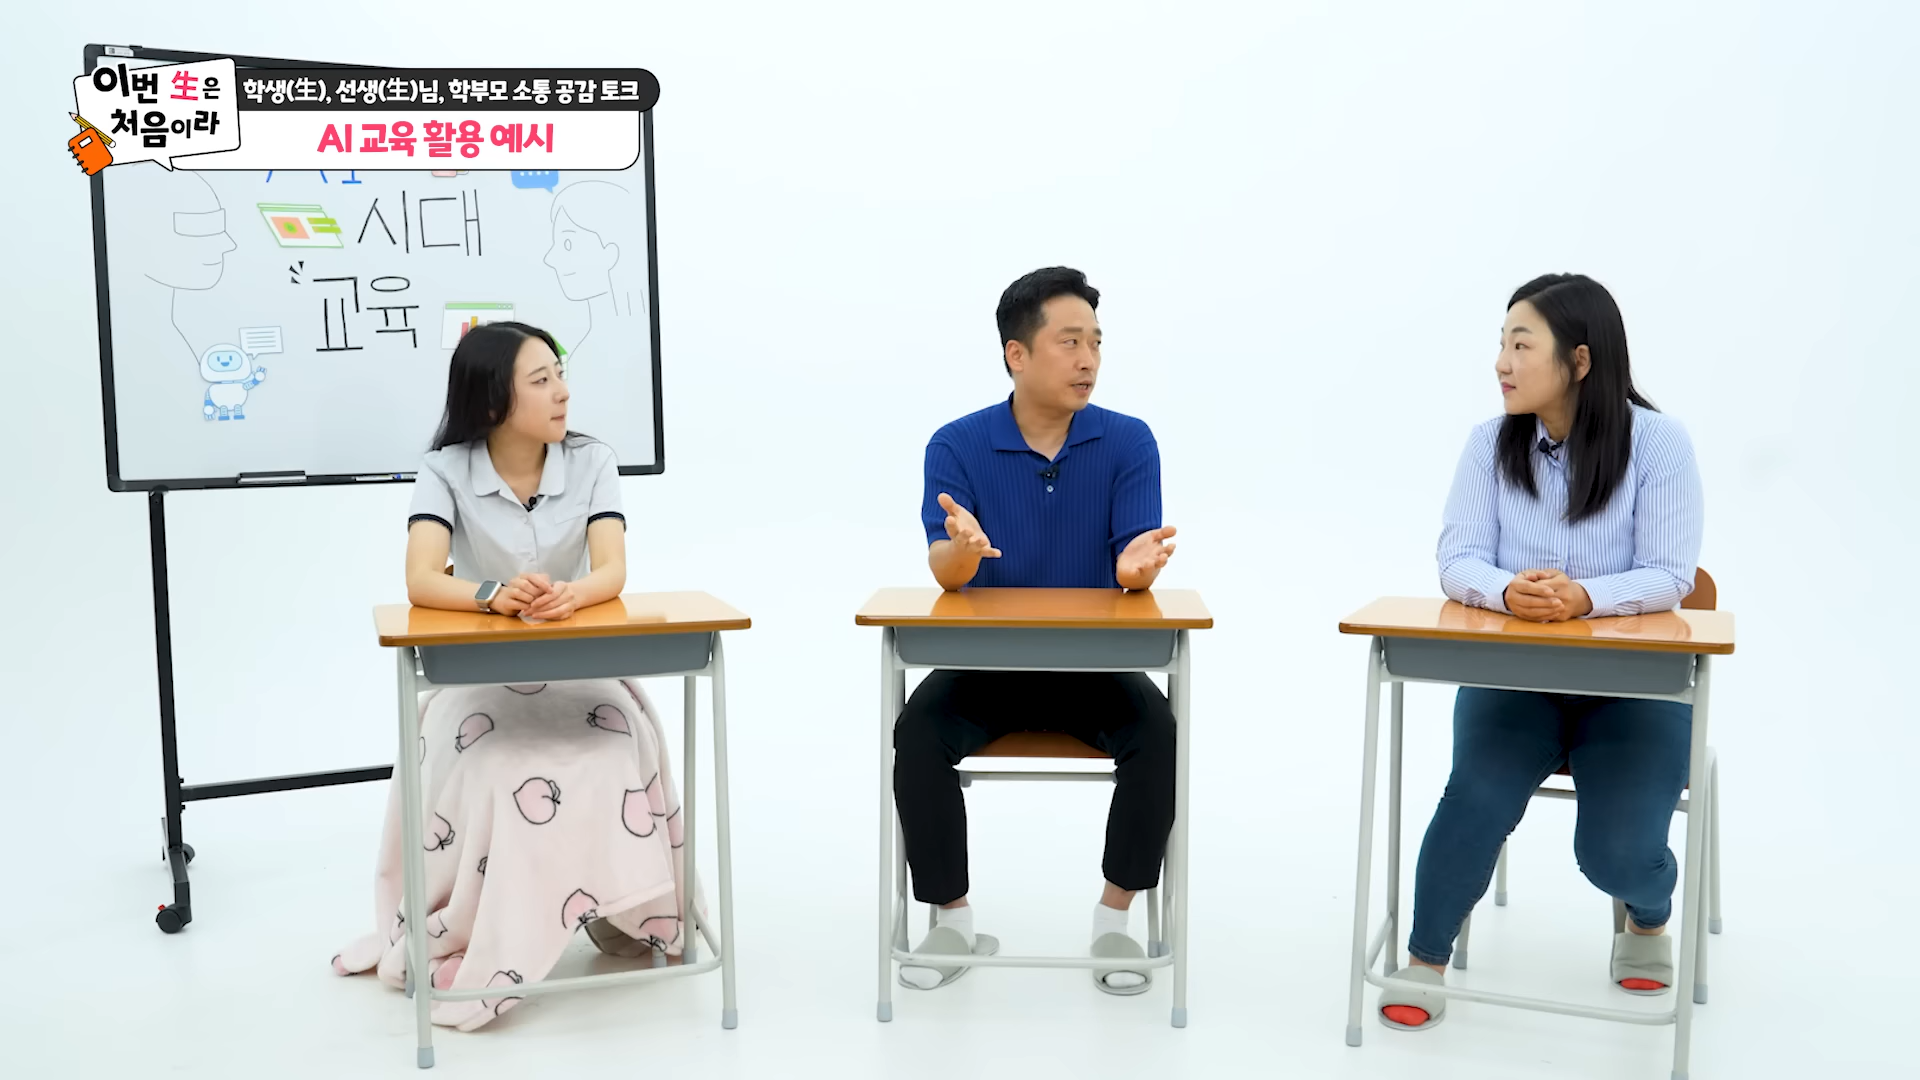 이번 生은
처음이라
학생(生), 선생(生)님, 학부모 소통 공감 토크
AI 교육 활용 예시
시대
교육